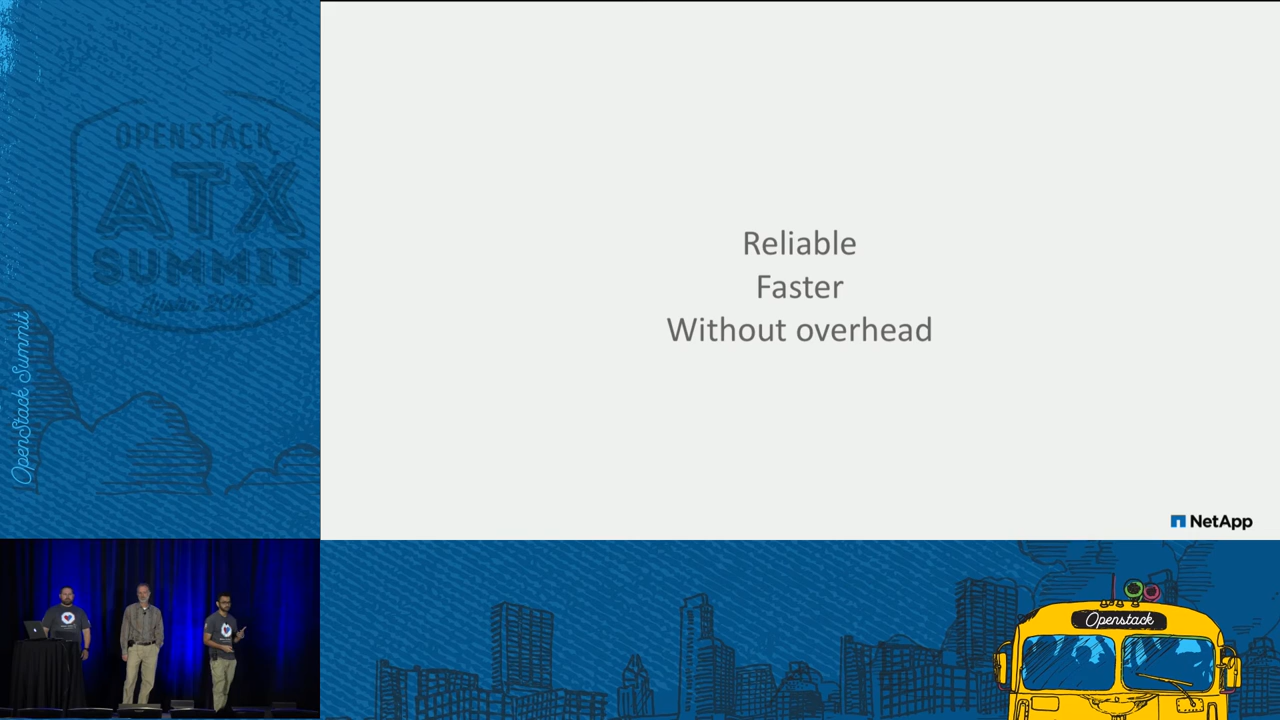 OPENSTACK
ATX
SUMMIT
Austin 2016
OpenStack Summit
Reliable
Faster
Without overhead
NetApp
Openstack